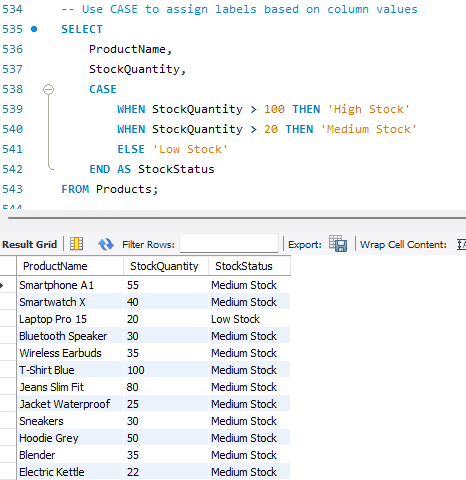 534 -- Use CASE to assign labels based on column values
535 SELECT
536 ProductName,
537 StockQuantity,
538 CASE
539 WHEN StockQuantity > 100 THEN 'High Stock'
540 WHEN StockQuantity > 20 THEN 'Medium Stock'
541 ELSE 'Low Stock'
542 END AS StockStatus
543 FROM Products;
544
Result Grid Filter Rows: Export: Wrap Cell Content:
ProductName StockQuantity StockStatus
Smartphone A1 55 Medium Stock
Smartwatch X 40 Medium Stock
Laptop Pro 15 20 Low Stock
Bluetooth Speaker 30 Medium Stock
Wireless Earbuds 35 Medium Stock
T-Shirt Blue 100 Medium Stock
Jeans Slim Fit 80 Medium Stock
Jacket Waterproof 25 Medium Stock
Sneakers 30 Medium Stock
Hoodie Grey 50 Medium Stock
Blender 35 Medium Stock
Electric Kettle 22 Medium Stock